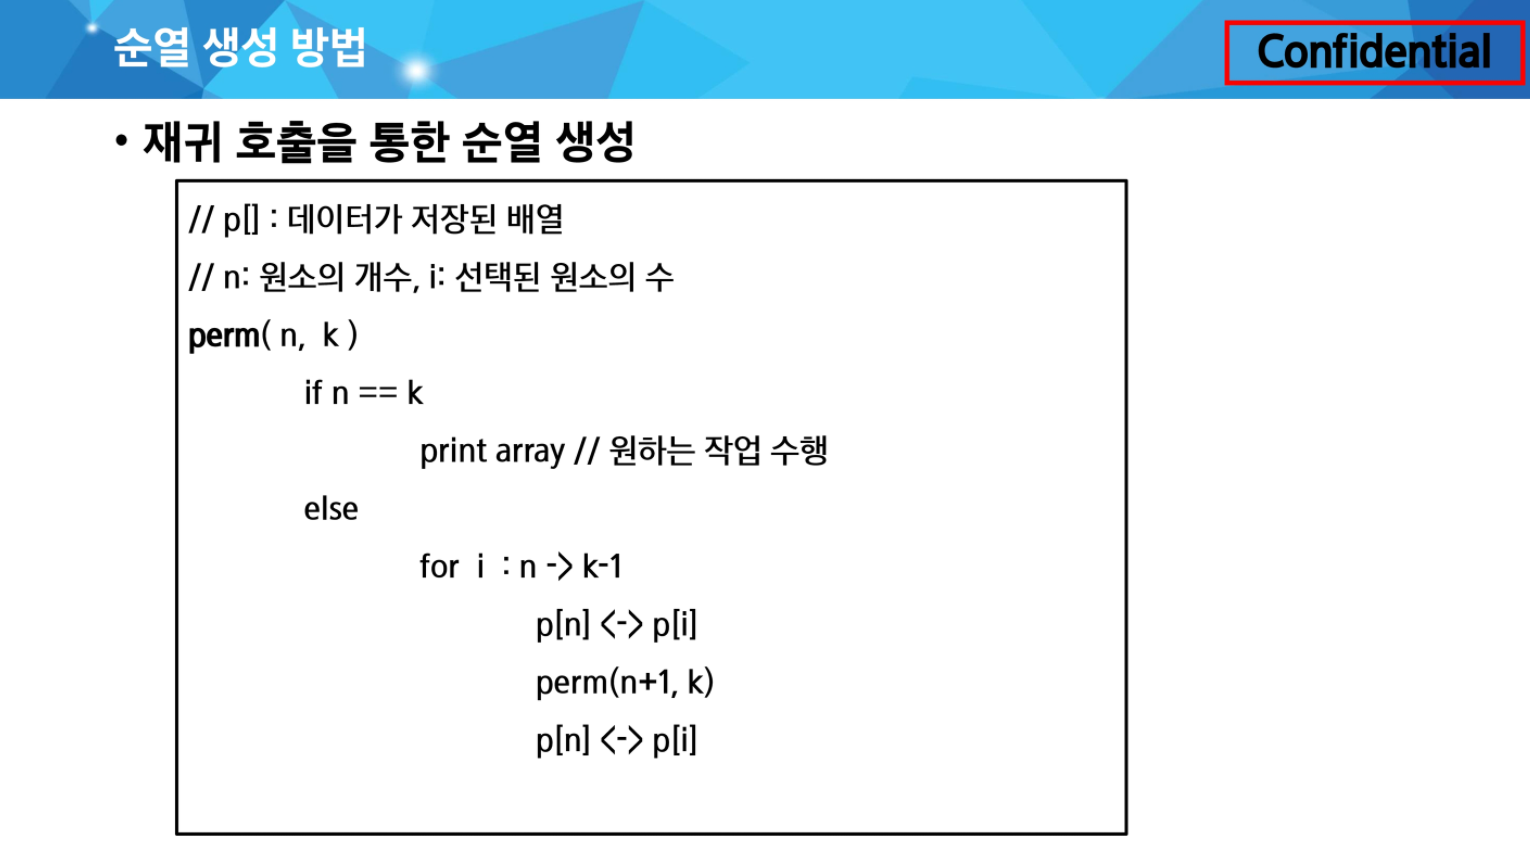 순열 생성 방법
Confidential
• 재귀 호출을 통한 순열 생성
// p[] : 데이터가 저장된 배열
// n: 원소의 개수, i: 선택된 원소의 수
perm( n, k )
if n == k
print array // 원하는 작업 수행
else
for i : n -> k-1
p[n] <-> p[i]
perm(n+1, k)
p[n] <-> p[i]